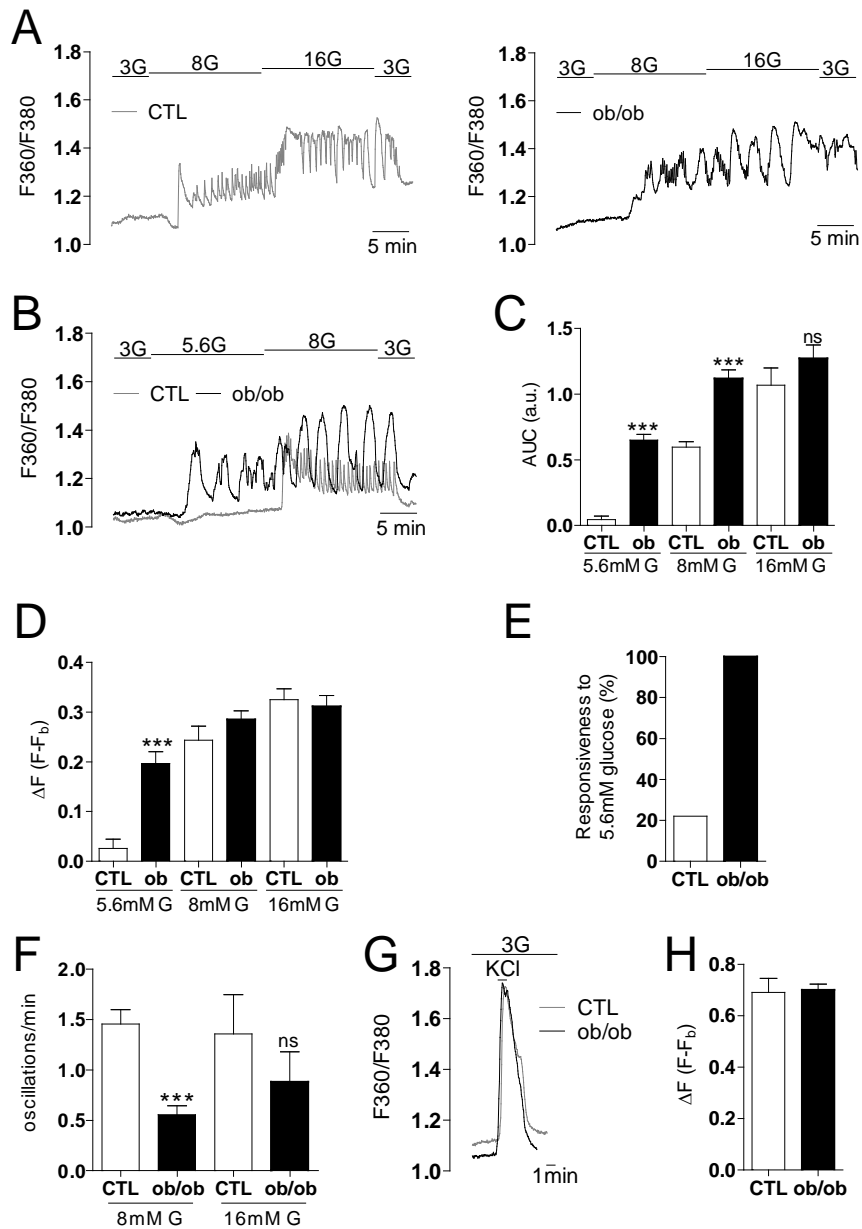 A
1.8
1.6
1.4
1.2
1.0
F360/F380
3G
8G
16G
3G
CTL
5 min
1.8
1.6
1.4
1.2
1.0
F360/F380
3G
8G
16G
3G
ob/ob
5 min
B
1.8
1.6
1.4
1.2
1.0
F360/F380
3G
5.6G
8G
3G
CTL
ob/ob
5 min
C
1.5
1.0
0.5
0.0
AUC (a.u.)
***
***
ns
CTL ob CTL ob CTL ob
5.6mM G 8mM G 16mM G
D
0.4
0.3
0.2
0.1
0.0
ΔF (F-Fb)
***
CTL ob CTL ob CTL ob
5.6mM G 8mM G 16mM G
E
100
80
60
40
20
0
Responsiveness to
5.6mM glucose (%)
CTL ob/ob
F
2.0
1.5
1.0
0.5
0.0
oscillations/min
***
ns
CTL ob/ob CTL ob/ob
8mM G 16mM G
G
3G
KCl
1.8
1.6
1.4
1.2
1.0
F360/F380
CTL
ob/ob
1min
H
0.8
0.6
0.4
0.2
0.0
ΔF (F-Fb)
CTL ob/ob